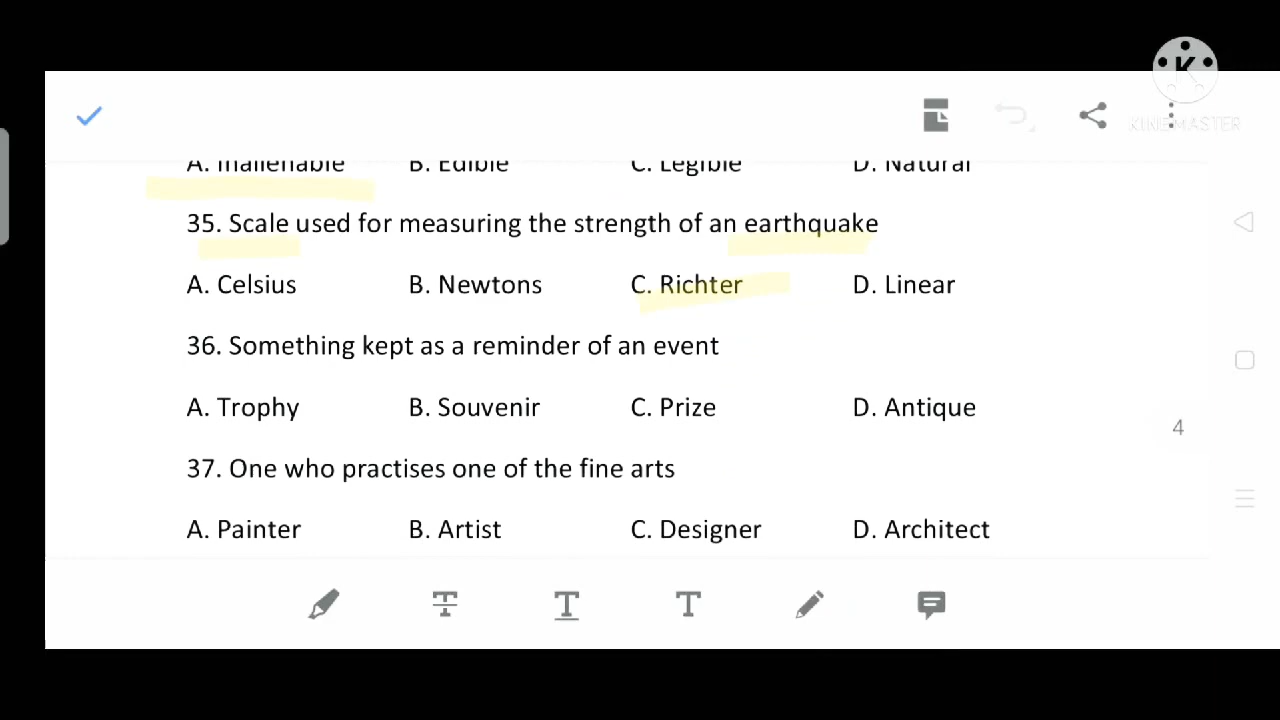 KINEMASTER
A. Inalienable B. Edible C. Legible D. Natural
35. Scale used for measuring the strength of an earthquake
A. Celsius B. Newtons C. Richter D. Linear
36. Something kept as a reminder of an event
A. Trophy B. Souvenir C. Prize D. Antique
4
37. One who practises one of the fine arts
A. Painter B. Artist C. Designer D. Architect